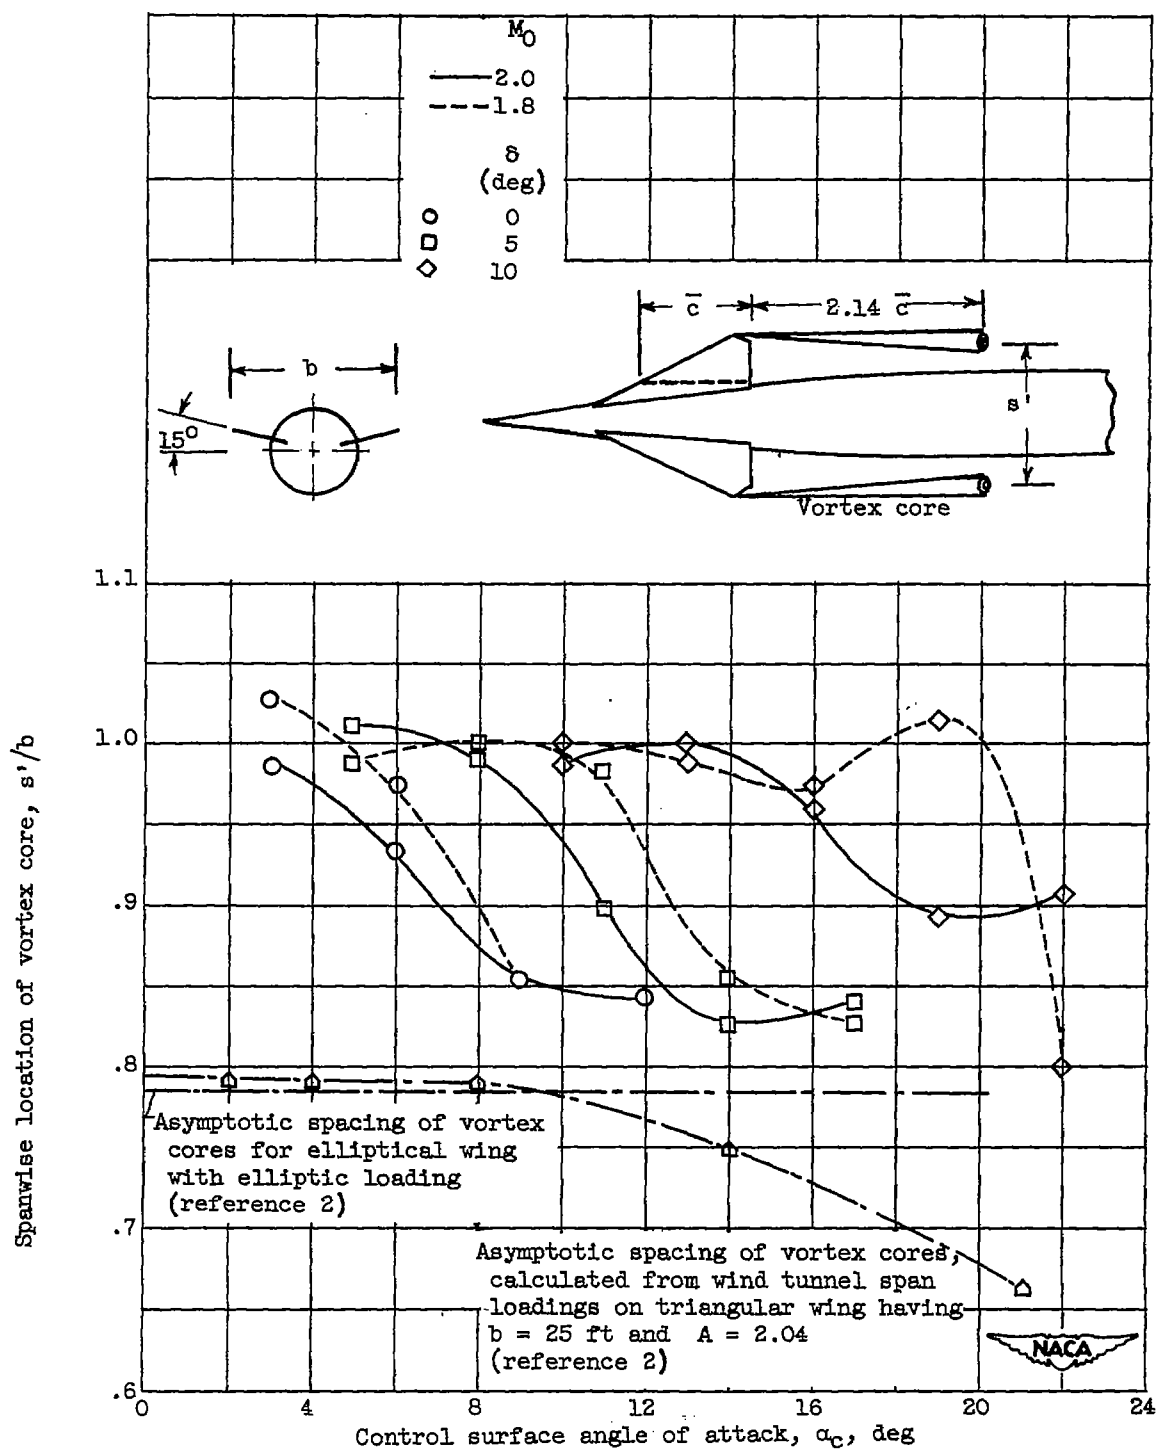 M0
2.0
1.8
δ
(deg)
0
5
10
c̄
2.14 c̄
b
s
15°
Vortex core
1.1
1.0
.9
.8
.7
.6
Spanwise location of vortex core, s'/b
Asymptotic spacing of vortex
cores for elliptical wing
with elliptic loading
(reference 2)
Asymptotic spacing of vortex cores,
calculated from wind tunnel span
loadings on triangular wing having
b = 25 ft and A = 2.04
(reference 2)
NACA
0 4 8 12 16 20 24
Control surface angle of attack, αc, deg